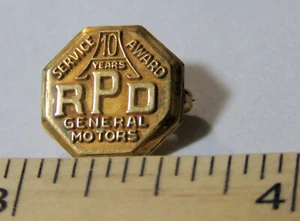 SERVICE 10 AWARD
YEARS
RPD
GENERAL
MOTORS
3 4